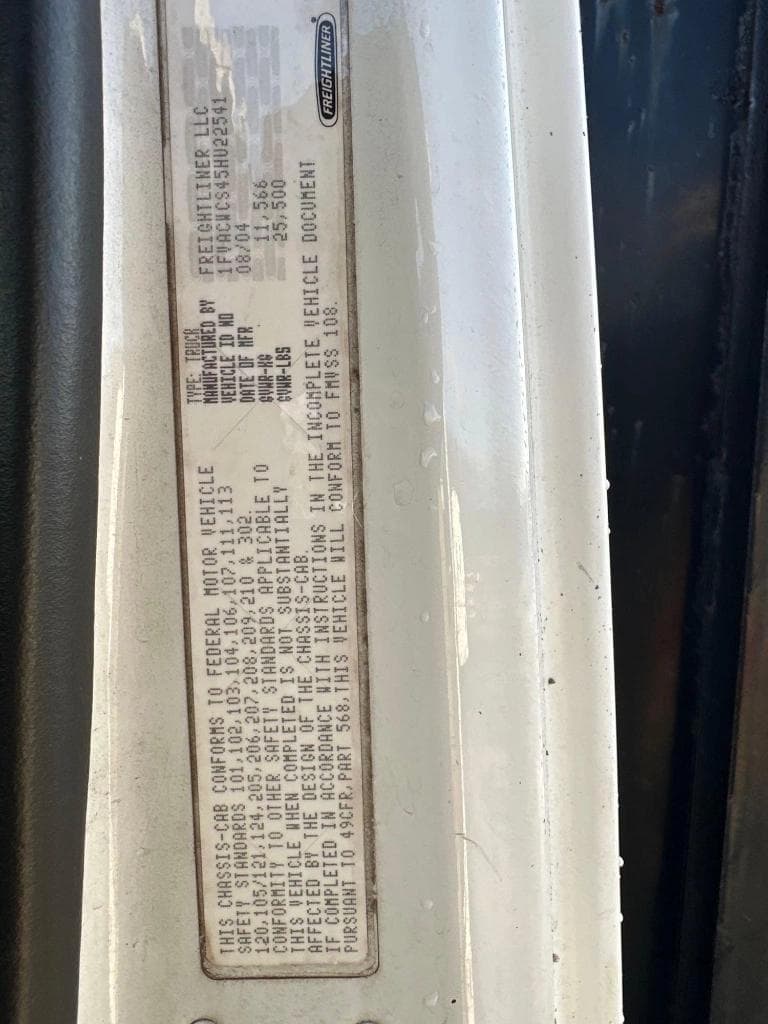 FREIGHTLINER
TYPE: TRUCK
MANUFACTURED BY FREIGHTLINER LLC
VEHICLE ID NO 1FVACWCS45HU22541
DATE OF MFR 08/04
GVWR-KG 11,566
GVWR-LBS 25,500
THIS CHASSIS-CAB CONFORMS TO FEDERAL MOTOR VEHICLE
SAFETY STANDARDS 101,102,103,104,106,107,111,113
120,105/121,124,205,206,207,208,209,210 & 302.
CONFORMITY TO OTHER SAFETY STANDARDS APPLICABLE TO
THIS VEHICLE WHEN COMPLETED IS NOT SUBSTANTIALLY
AFFECTED BY THE DESIGN OF THE CHASSIS-CAB.
IF COMPLETED IN ACCORDANCE WITH INSTRUCTIONS IN THE INCOMPLETE VEHICLE DOCUMENT
PURSUANT TO 49CFR,PART 568,THIS VEHICLE WILL CONFORM TO FMVSS 108.